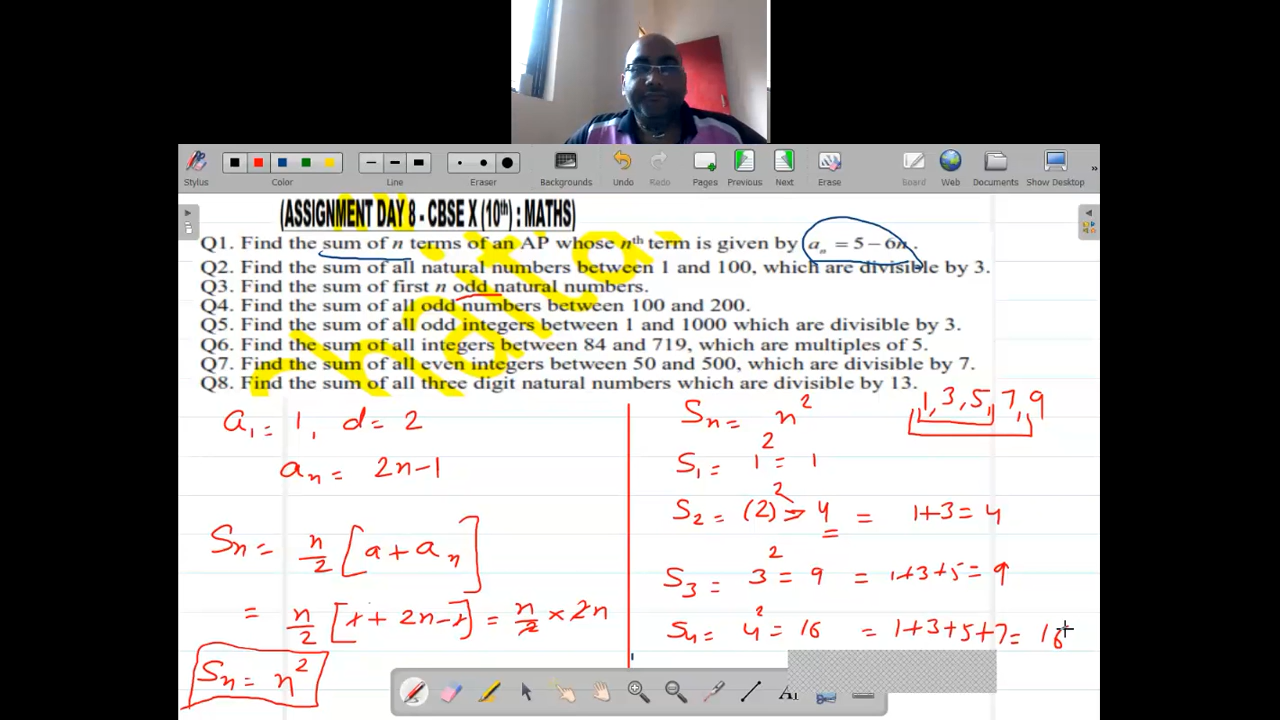 Stylus Color Line Eraser Backgrounds Undo Redo Pages Previous Next Erase Board Web Documents Show Desktop »
(ASSIGNMENT DAY 8 - CBSE X (10th) : MATHS)
Q1. Find the sum of n terms of an AP whose nth term is given by aₙ = 5 − 6n.
Q2. Find the sum of all natural numbers between 1 and 100, which are divisible by 3.
Q3. Find the sum of first n odd natural numbers.
Q4. Find the sum of all odd numbers between 100 and 200.
Q5. Find the sum of all odd integers between 1 and 1000 which are divisible by 3.
Q6. Find the sum of all integers between 84 and 719, which are multiples of 5.
Q7. Find the sum of all even integers between 50 and 500, which are divisible by 7.
Q8. Find the sum of all three digit natural numbers which are divisible by 13.
a₁ = 1, d = 2
aₙ = 2n-1
Sₙ = n/2 [a + aₙ]
= n/2 [1 + 2n - 1] = n/2 × 2n
Sₙ = n²
Sₙ = n²
1, 3, 5, 7, 9
S₁ = 1² = 1
S₂ = (2)² = 4 = 1+3 = 4
S₃ = 3² = 9 = 1+3+5 = 9
S₄ = 4² = 16 = 1+3+5+7 = 16